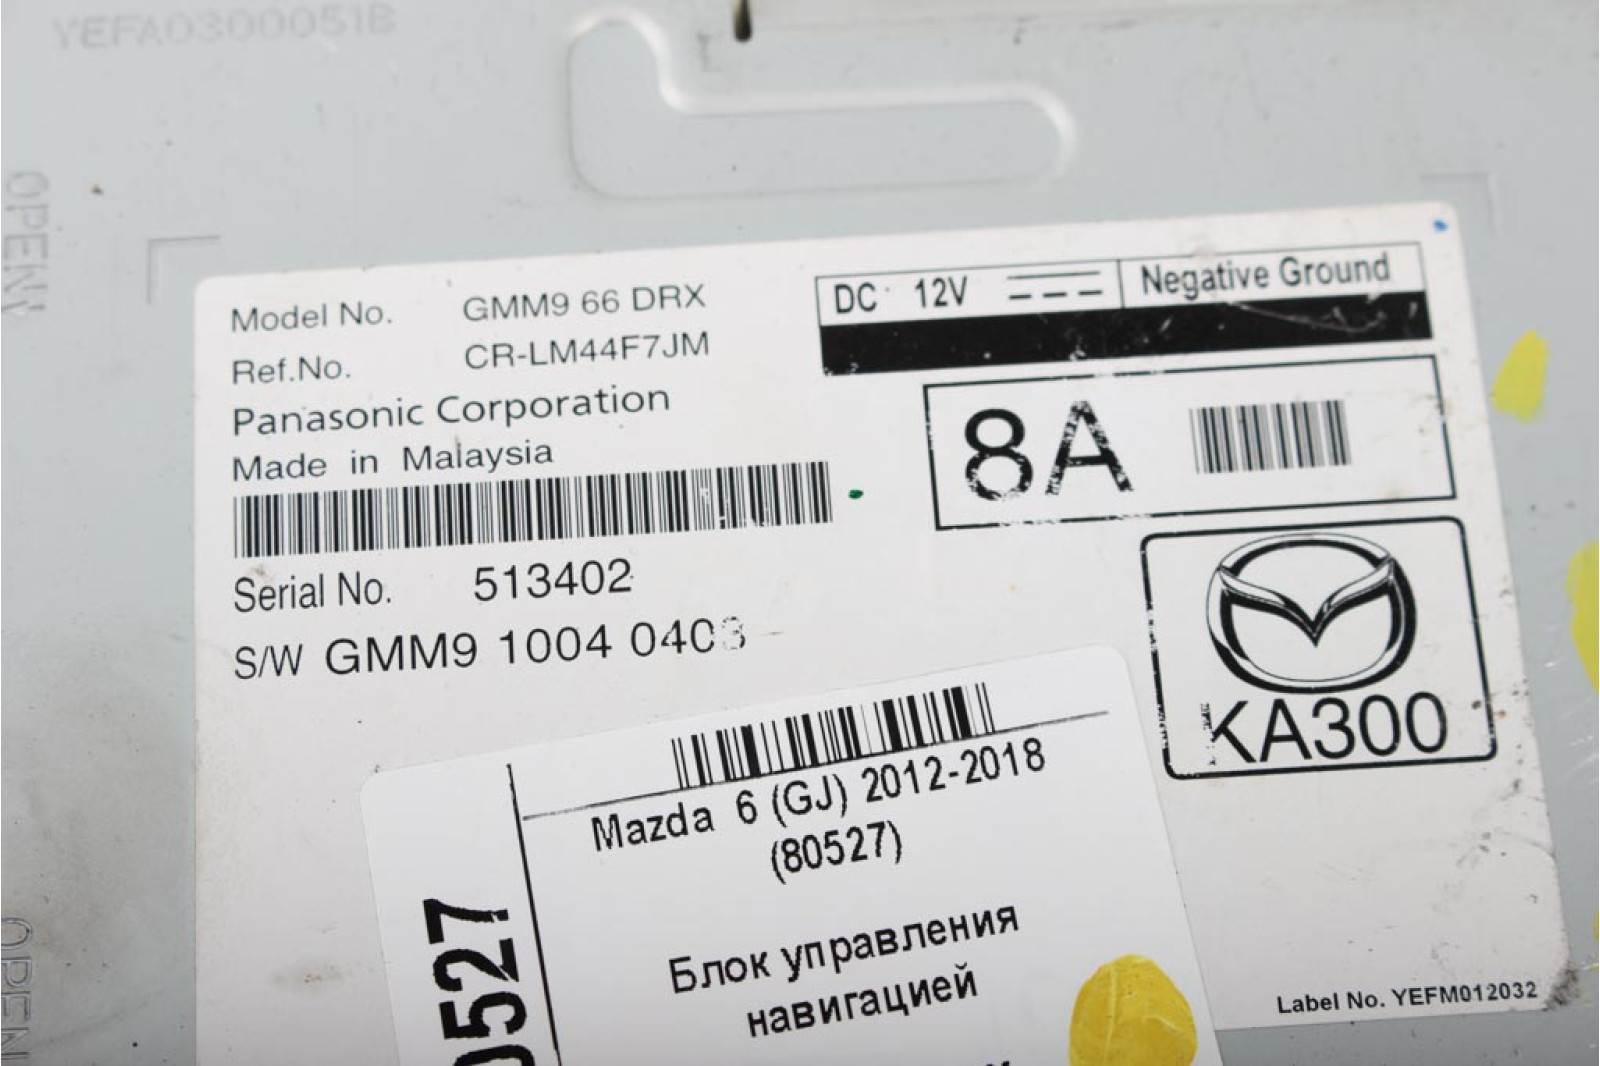 YEFA0300051B
OPEN
Model No. GMM9 66 DRX
Ref.No. CR-LM44F7JM
Panasonic Corporation
Made in Malaysia
DC 12V Negative Ground
8A
Serial No. 513402
S/W GMM9 1004 0403
KA300
Mazda 6 (GJ) 2012-2018
(80527)
0527
Блок управления
навигацией
OPEN
Label No. YEFM012032